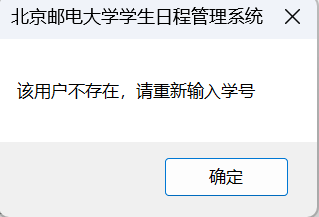 北京邮电大学学生日程管理系统
该用户不存在，请重新输入学号
确定